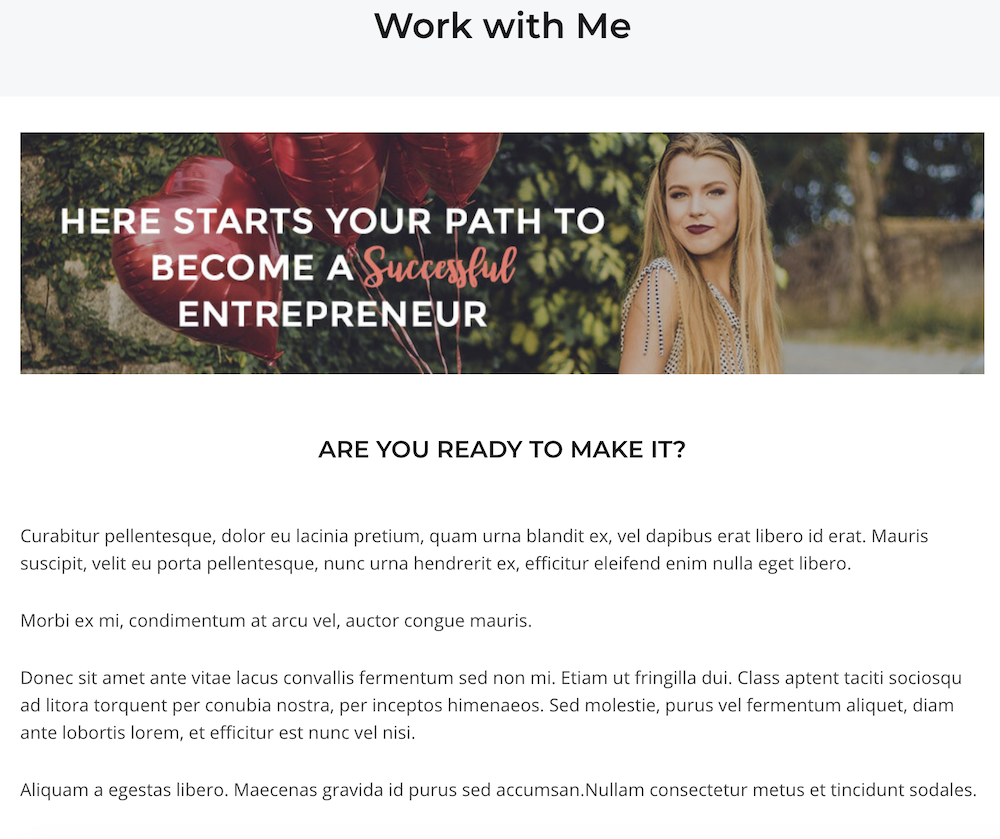 Work with Me
HERE STARTS YOUR PATH TO
BECOME A Successful
ENTREPRENEUR
ARE YOU READY TO MAKE IT?
Curabitur pellentesque, dolor eu lacinia pretium, quam urna blandit ex, vel dapibus erat libero id erat. Mauris
suscipit, velit eu porta pellentesque, nunc urna hendrerit ex, efficitur eleifend enim nulla eget libero.
Morbi ex mi, condimentum at arcu vel, auctor congue mauris.
Donec sit amet ante vitae lacus convallis fermentum sed non mi. Etiam ut fringilla dui. Class aptent taciti sociosqu
ad litora torquent per conubia nostra, per inceptos himenaeos. Sed molestie, purus vel fermentum aliquet, diam
ante lobortis lorem, et efficitur est nunc vel nisi.
Aliquam a egestas libero. Maecenas gravida id purus sed accumsan.Nullam consectetur metus et tincidunt sodales.